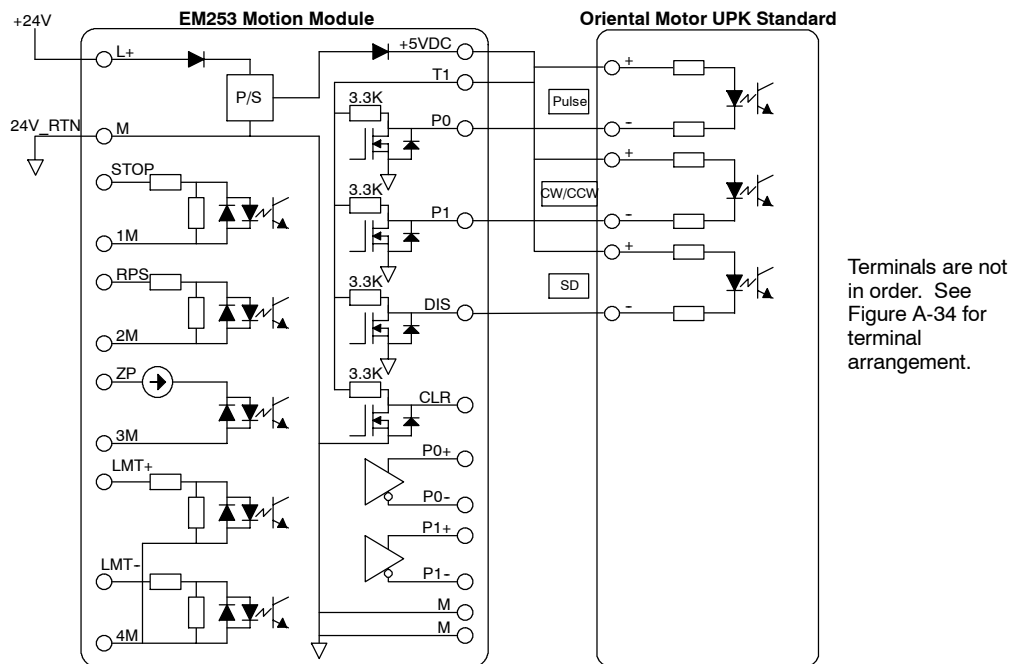 EM253 Motion Module
Oriental Motor UPK Standard
+24V
L+
+5VDC
+
T1
P/S
3.3K
Pulse
24V_RTN
M
P0
-
STOP
+
3.3K
CW/CCW
1M
P1
-
RPS
+
3.3K
SD
2M
DIS
-
ZP
3.3K
CLR
3M
LMT+
P0+
P0-
LMT-
P1+
P1-
4M
M
M
Terminals are not
in order. See
Figure A-34 for
terminal
arrangement.